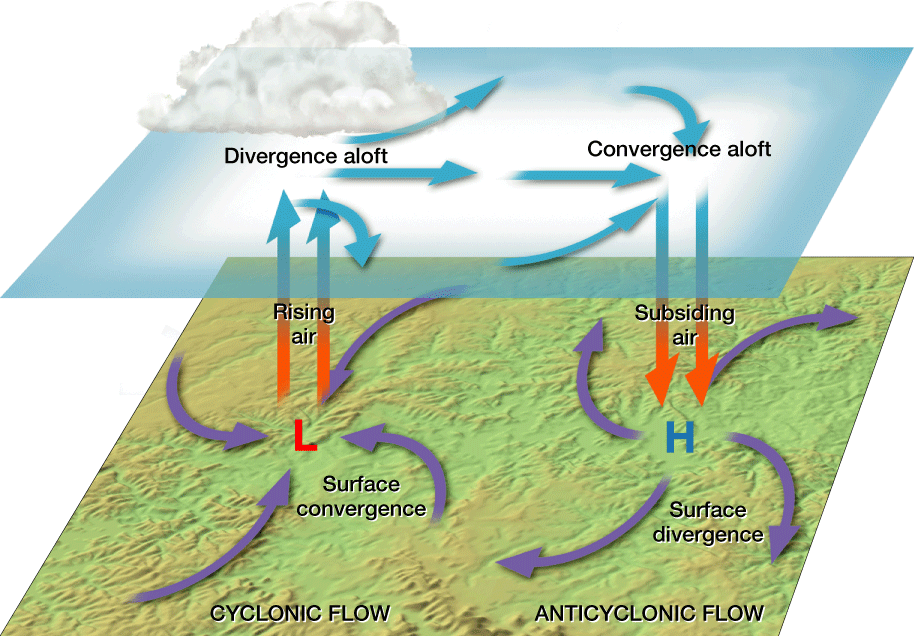 Divergence aloft
Convergence aloft
Rising
air
Subsiding
air
L
H
Surface
convergence
Surface
divergence
CYCLONIC FLOW
ANTICYCLONIC FLOW